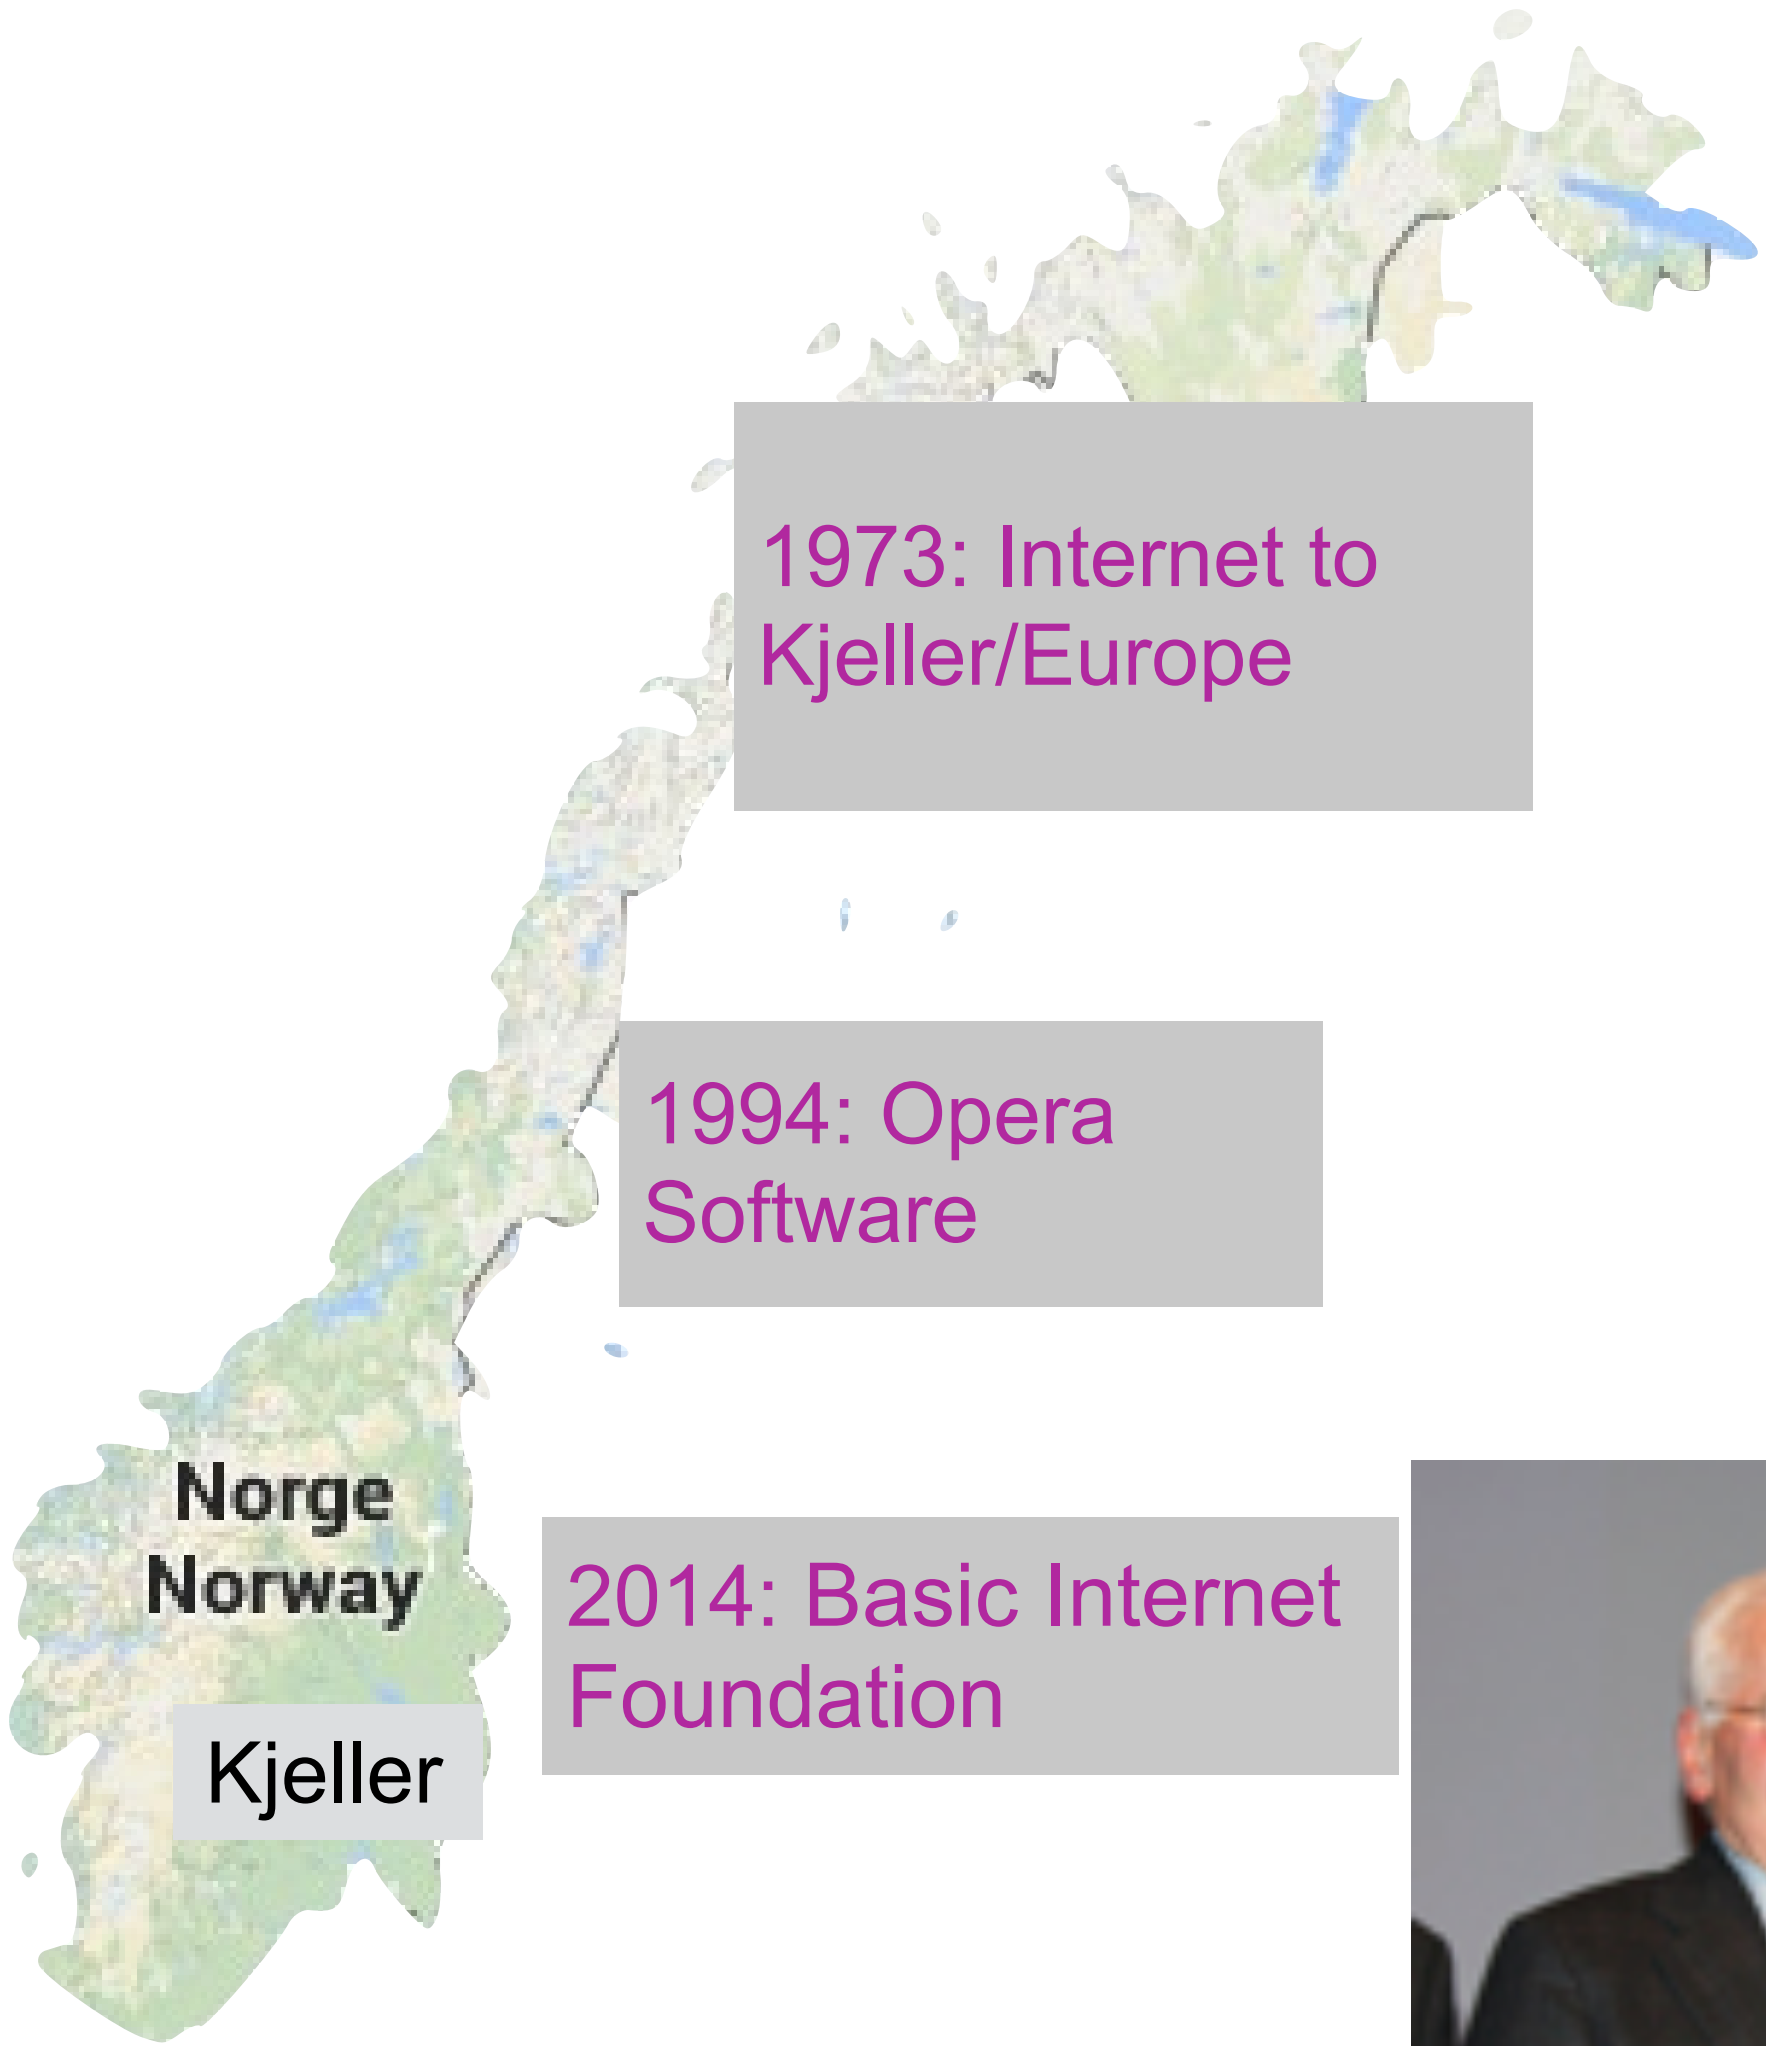 1973: Internet to
Kjeller/Europe
1994: Opera
Software
Norge
Norway
2014: Basic Internet
Foundation
Kjeller